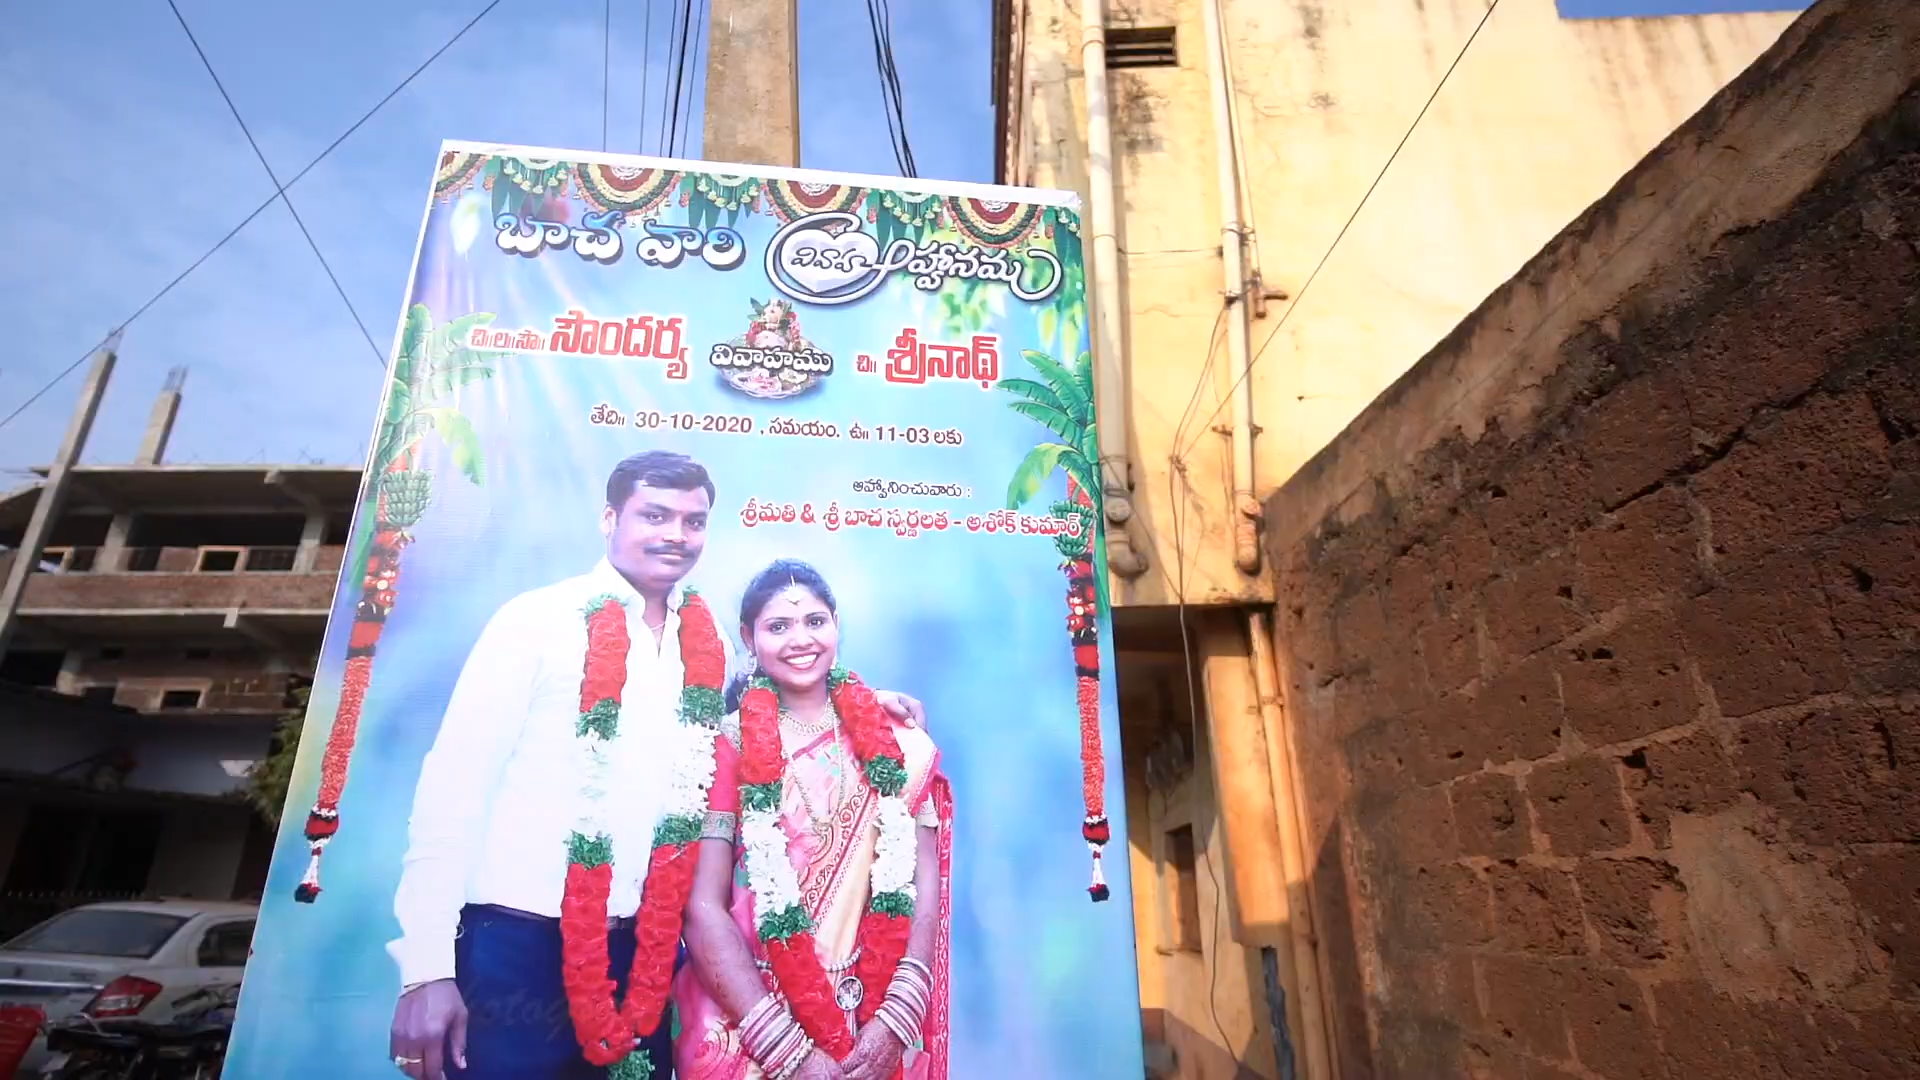 బాచ వారి వివాహ ఆహ్వానమ
చి॥ల॥సౌ॥ సౌందర్య వివాహము చి॥ శ్రీనాథ్
తేది॥ 30-10-2020 , సమయం. ఉ॥ 11-03 లకు
ఆహ్వానించువారు :
శ్రీమతి & శ్రీ బాచ స్వర్ణలత - అశోక్ కుమార్